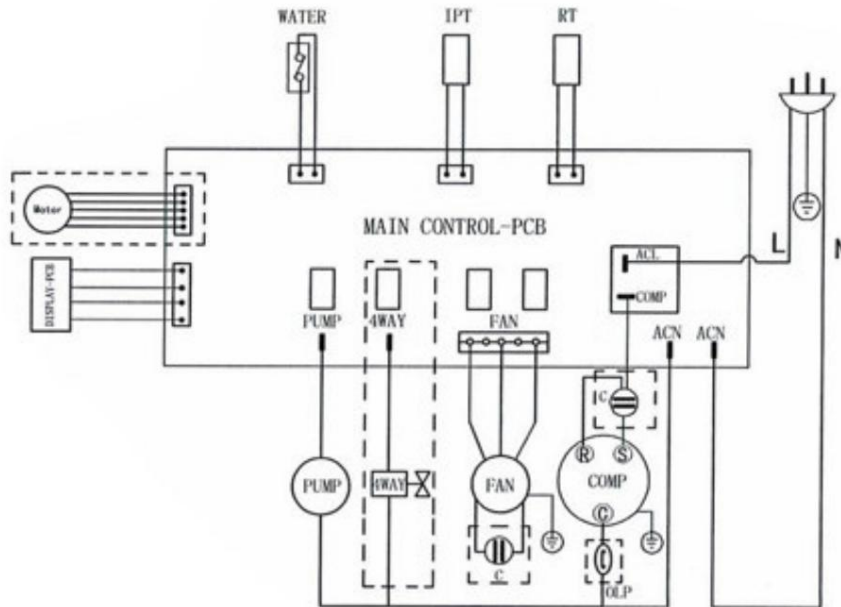 WATER IPT RT
MAIN CONTROL-PCB
Motor
DISPLAY-PCB
L N
ACL
COMP
PUMP 4WAY FAN
ACN ACN
C
R S
PUMP 4WAY FAN COMP
C
C
OLP